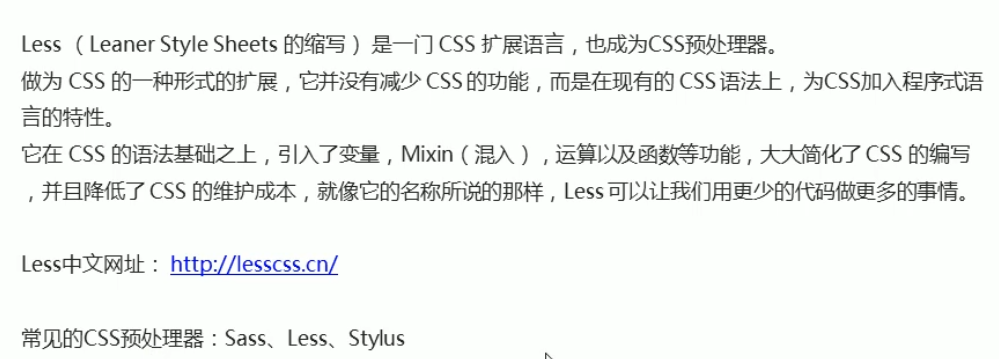 Less （ Leaner Style Sheets 的缩写 ） 是一门 CSS 扩展语言，也成为CSS预处理器。
做为 CSS 的一种形式的扩展，它并没有减少 CSS 的功能，而是在现有的 CSS 语法上，为CSS加入程序式语
言的特性。
它在 CSS 的语法基础之上，引入了变量，Mixin（混入），运算以及函数等功能，大大简化了 CSS 的编写
，并且降低了 CSS 的维护成本，就像它的名称所说的那样，Less 可以让我们用更少的代码做更多的事情。
Less中文网址： http://lesscss.cn/
常见的CSS预处理器：Sass、Less、Stylus